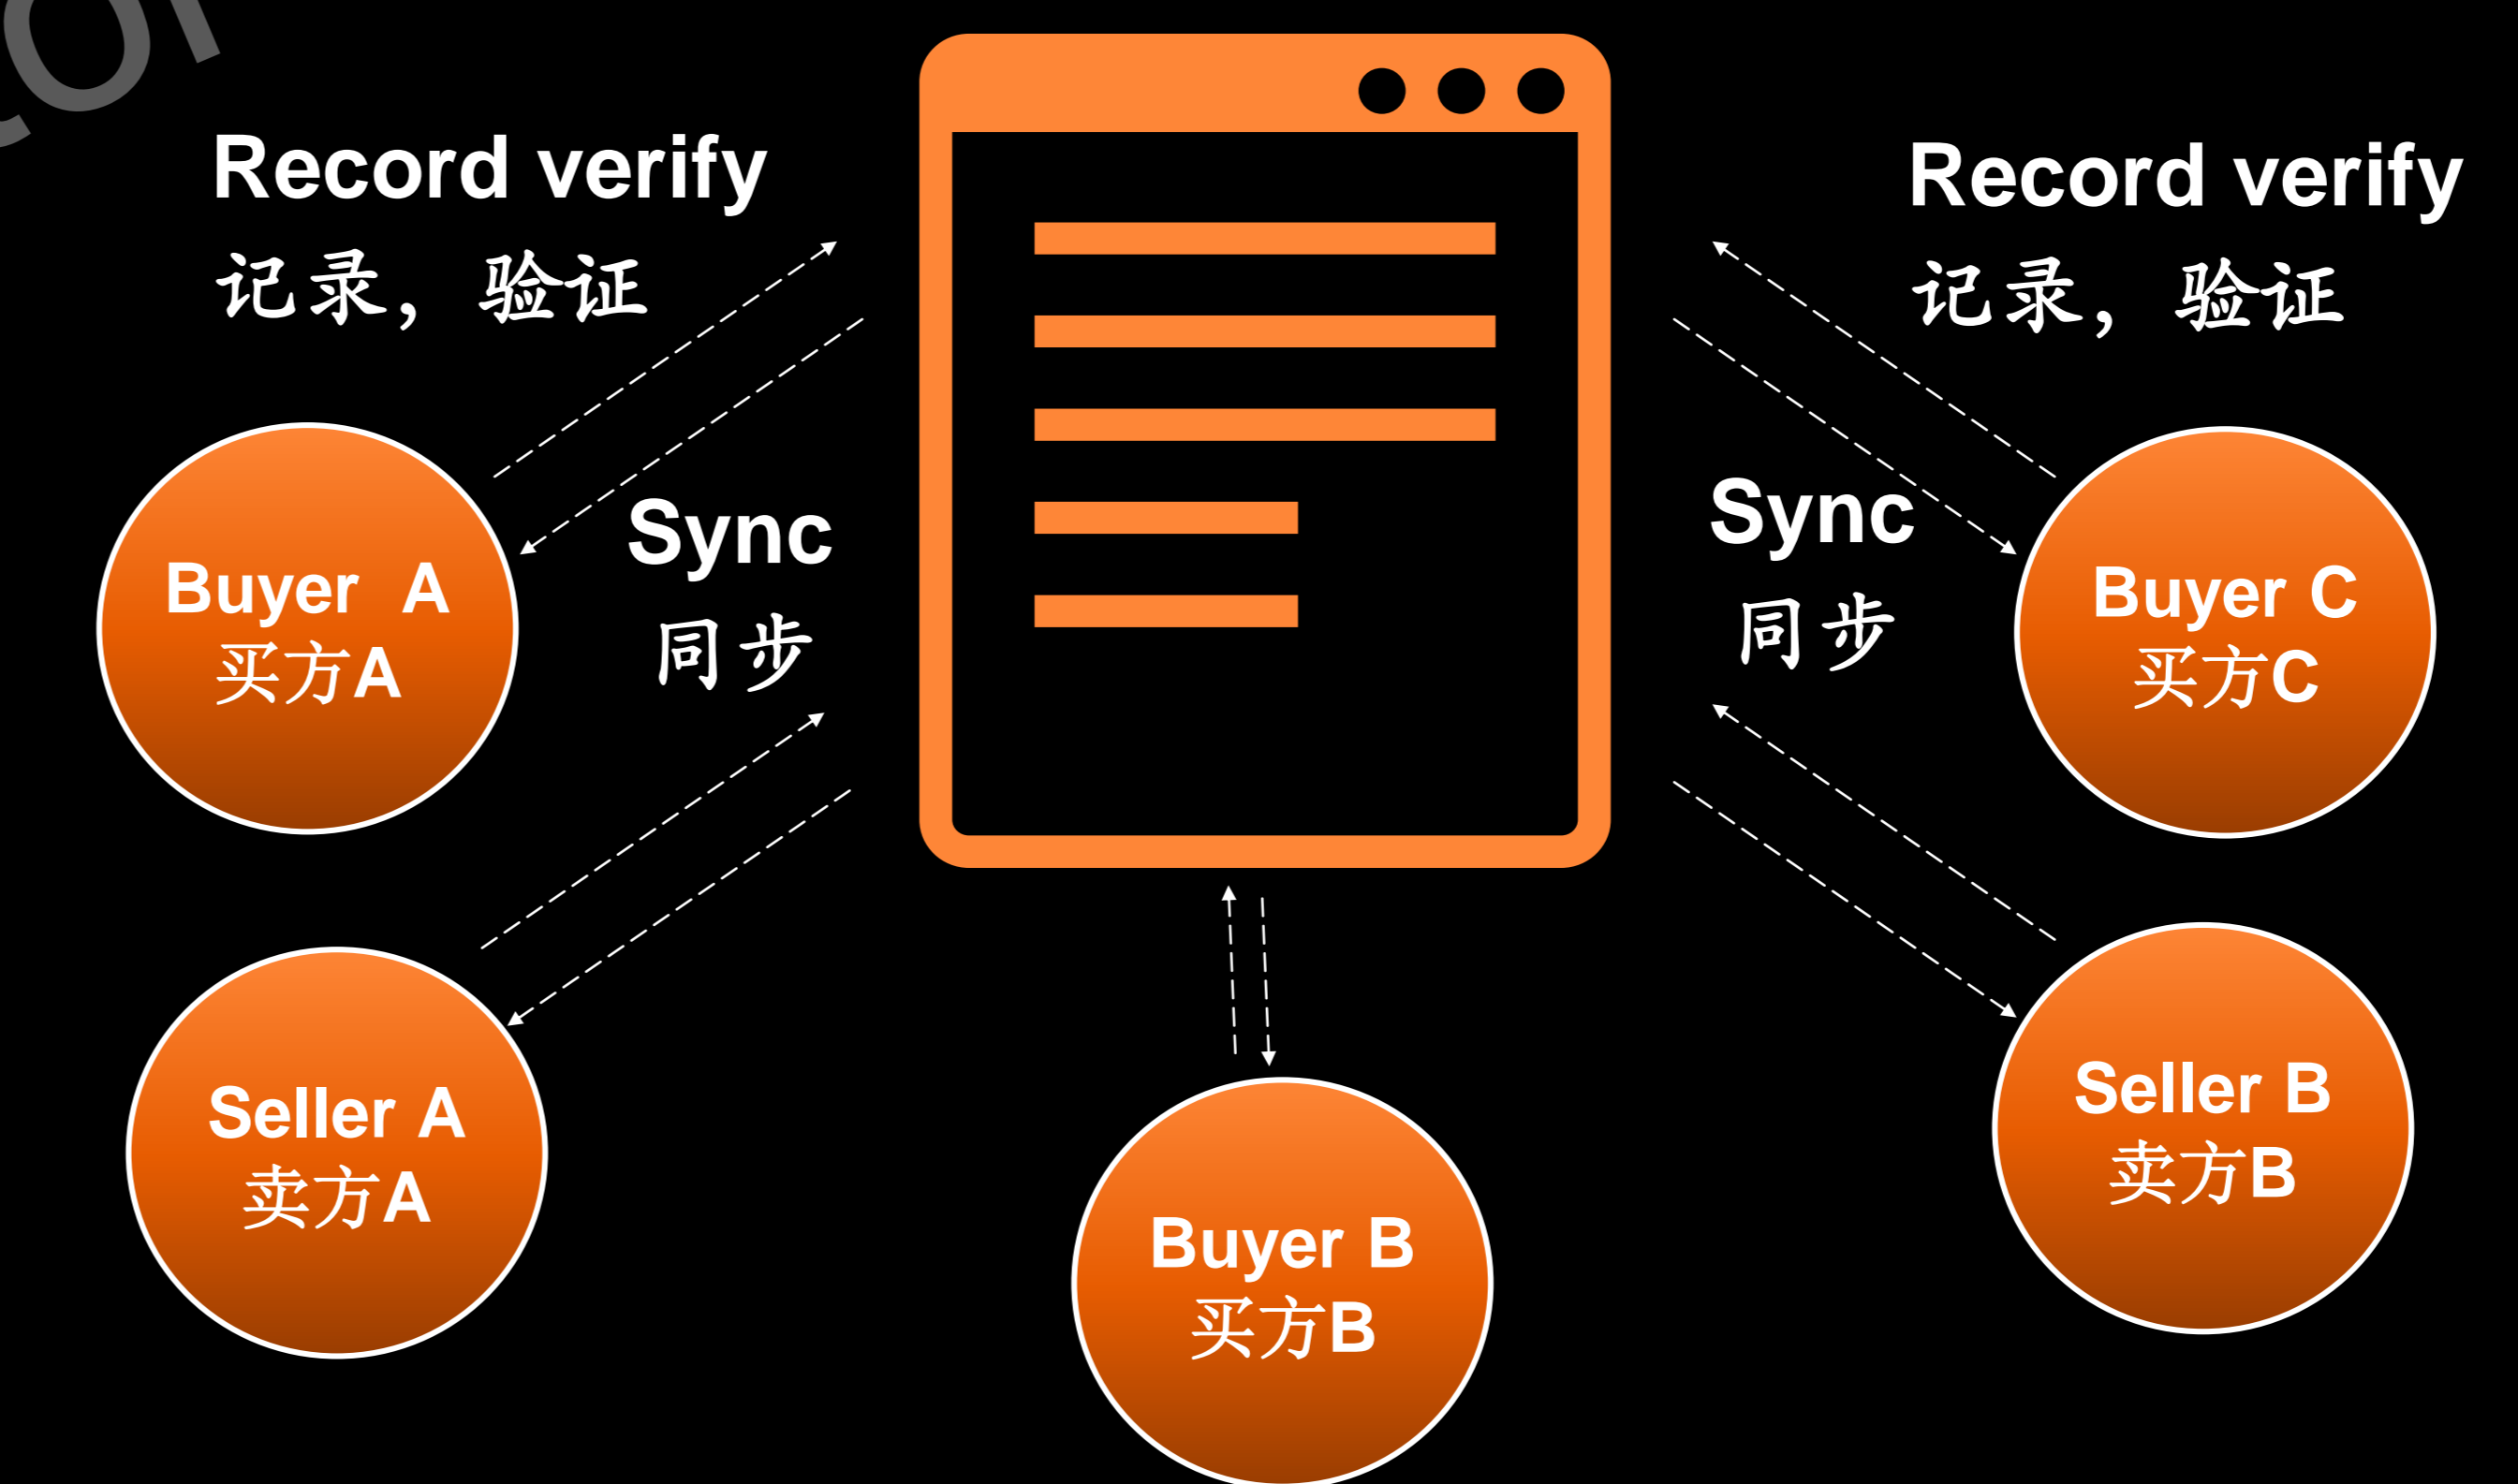 Record verify
记录，验证
Record verify
记录，验证
Sync
同步
Sync
同步
Buyer A
买方A
Buyer C
买方C
Seller A
卖方A
Buyer B
买方B
Seller B
卖方B